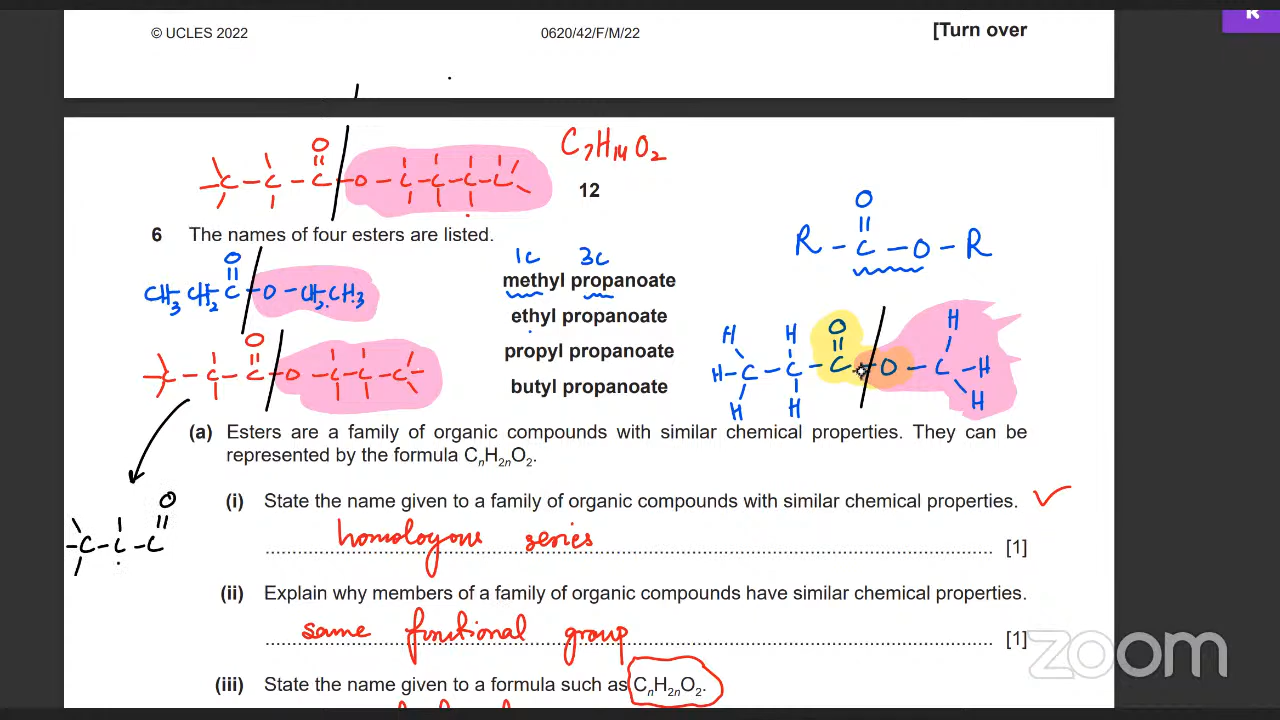 K
© UCLES 2022 0620/42/F/M/22 [Turn over
C7H14O2
O
C – C – C – O – C – C – C – C
12
O
R – C – O – R
6 The names of four esters are listed.
1C 3C
methyl propanoate
ethyl propanoate
propyl propanoate
butyl propanoate
O
CH3 CH2 C – O – CH2 CH3
O
C – C – C – O – C – C – C
H H O H
H – C – C – C – O – C – H
H H H
(a) Esters are a family of organic compounds with similar chemical properties. They can be
represented by the formula CnH2nO2.
O
C – C – C
(i) State the name given to a family of organic compounds with similar chemical properties. ✓
homologous series
[1]
(ii) Explain why members of a family of organic compounds have similar chemical properties.
same functional group
[1]
(iii) State the name given to a formula such as CnH2nO2.
zoom